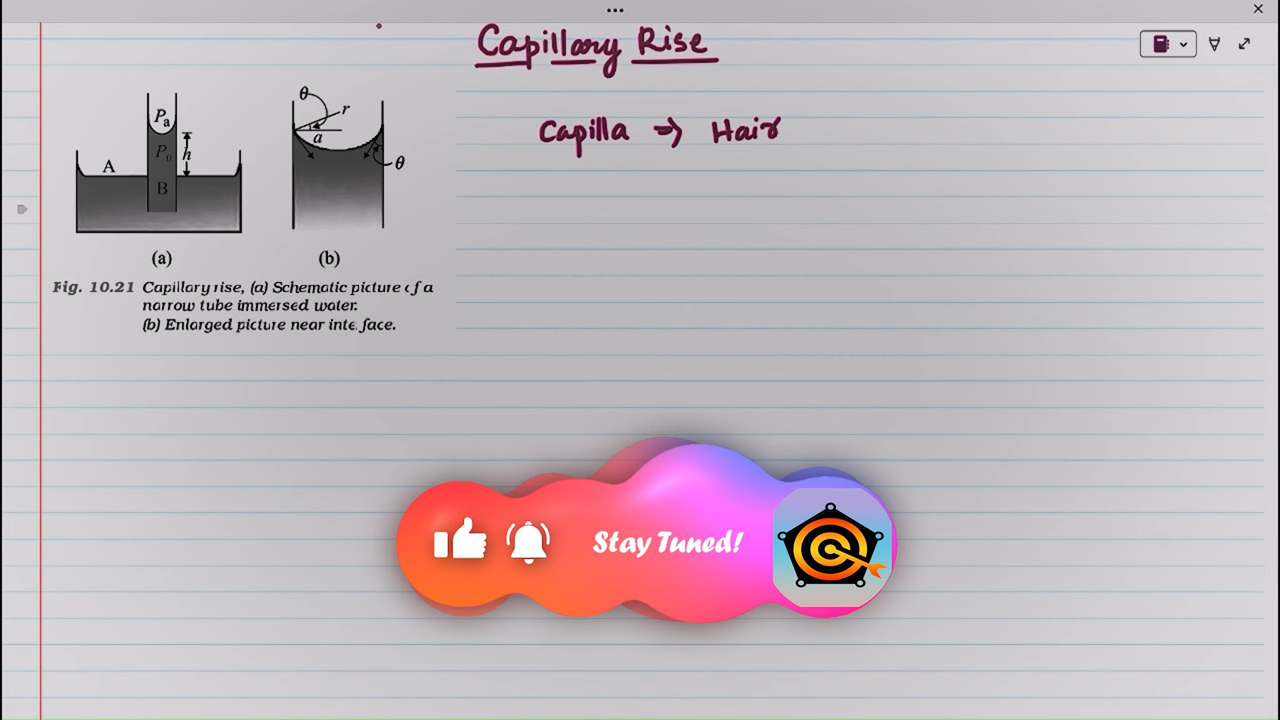 Capillary Rise
Capilla ⇒ Hair
θ
r
a
θ
Pa
P0
h
A
B
(a)
(b)
Fig. 10.21 Capillary rise, (a) Schematic picture of a
narrow tube immersed water.
(b) Enlarged picture near interface.
Stay Tuned!